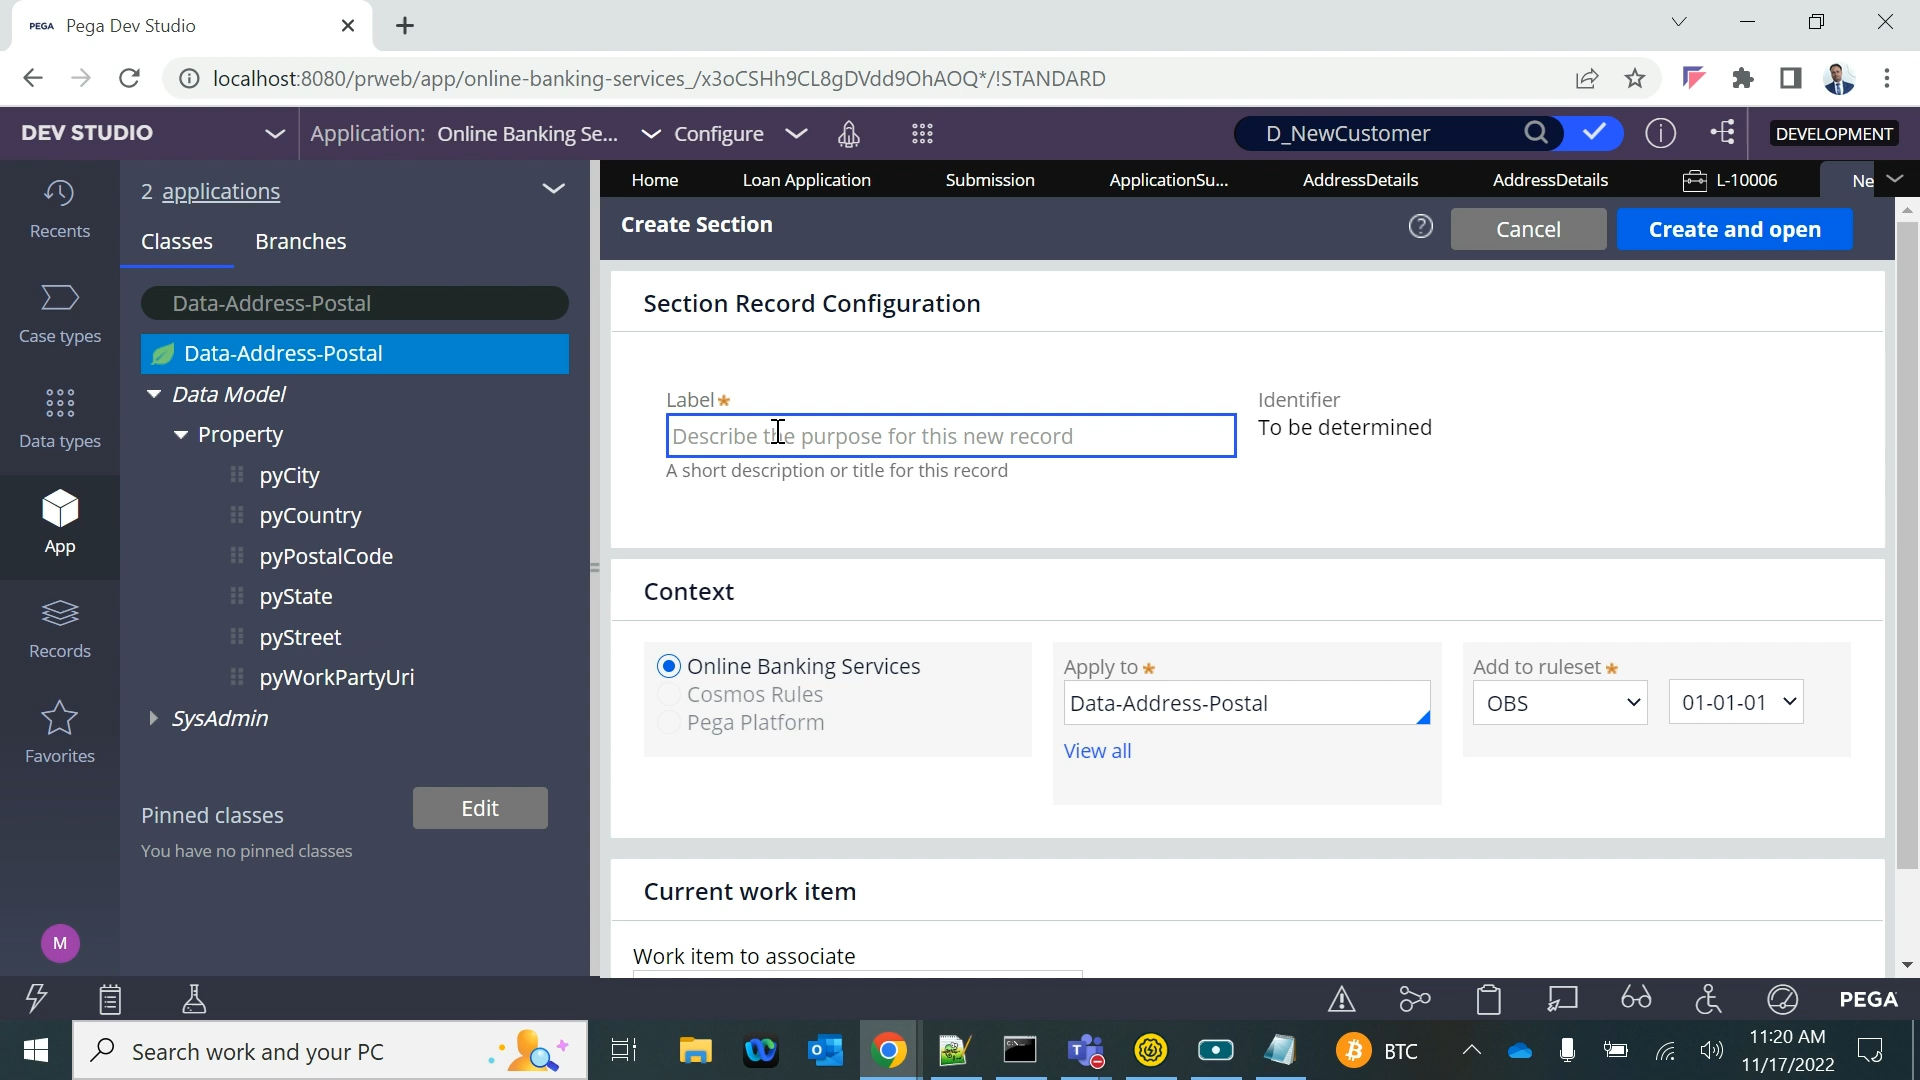 PEGA Pega Dev Studio
localhost:8080/prweb/app/online-banking-services_/x3oCSHh9CL8gDVdd9OhAOQ*/!STANDARD
DEV STUDIO
Application: Online Banking Se...
Configure
D_NewCustomer
DEVELOPMENT
Recents
Case types
Data types
App
Records
Favorites
M
2 applications
Classes
Branches
Data-Address-Postal
Data-Address-Postal
Data Model
Property
pyCity
pyCountry
pyPostalCode
pyState
pyStreet
pyWorkPartyUri
SysAdmin
Pinned classes
Edit
You have no pinned classes
Home
Loan Application
Submission
ApplicationSu...
AddressDetails
AddressDetails
L-10006
Ne
Create Section
Cancel
Create and open
Section Record Configuration
Label*
Describe the purpose for this new record
A short description or title for this record
Identifier
To be determined
Context
Online Banking Services
Cosmos Rules
Pega Platform
Apply to*
Data-Address-Postal
View all
Add to ruleset*
OBS
01-01-01
Current work item
Work item to associate
PEGA
Search work and your PC
BTC
11:20 AM
11/17/2022